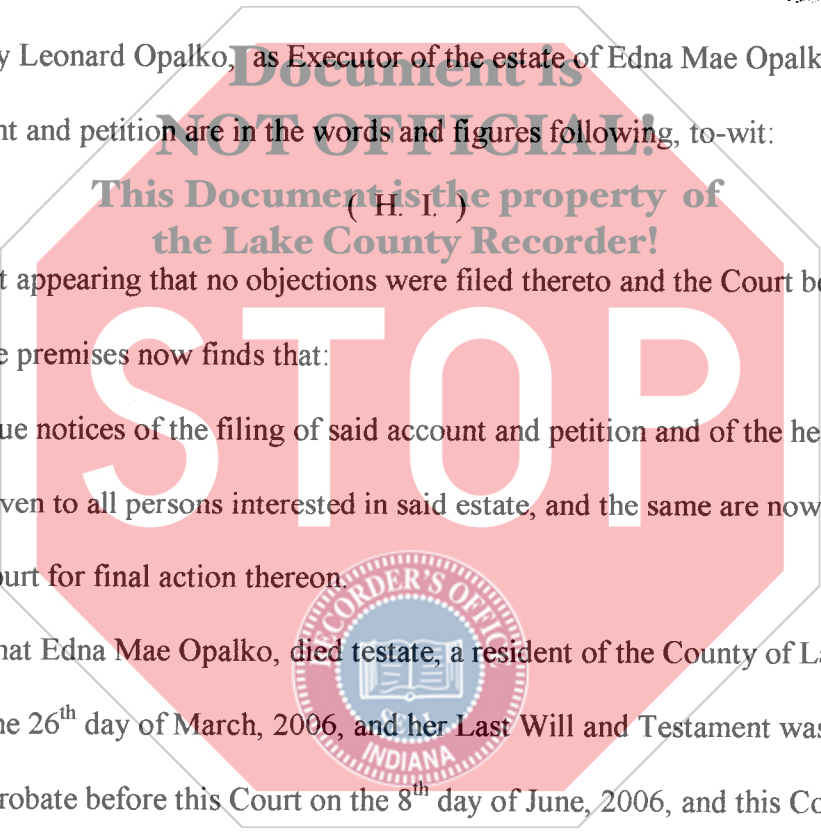 y Leonard Opalko, as Executor of the estate of Edna Mae Opalk
Document is
nt and petition are in the words and figures following, to-wit:
NOT OFFICIAL!
This Document is the property of
( H. I. )
the Lake County Recorder!
t appearing that no objections were filed thereto and the Court be
e premises now finds that:
STOP
ue notices of the filing of said account and petition and of the he
ven to all persons interested in said estate, and the same are now
ourt for final action thereon.
RECORDER'S OFFICE
hat Edna Mae Opalko, died testate, a resident of the County of La
SEAL
ne 26th day of March, 2006, and her Last Will and Testament was
INDIANA
robate before this Court on the 8th day of June, 2006, and this Co